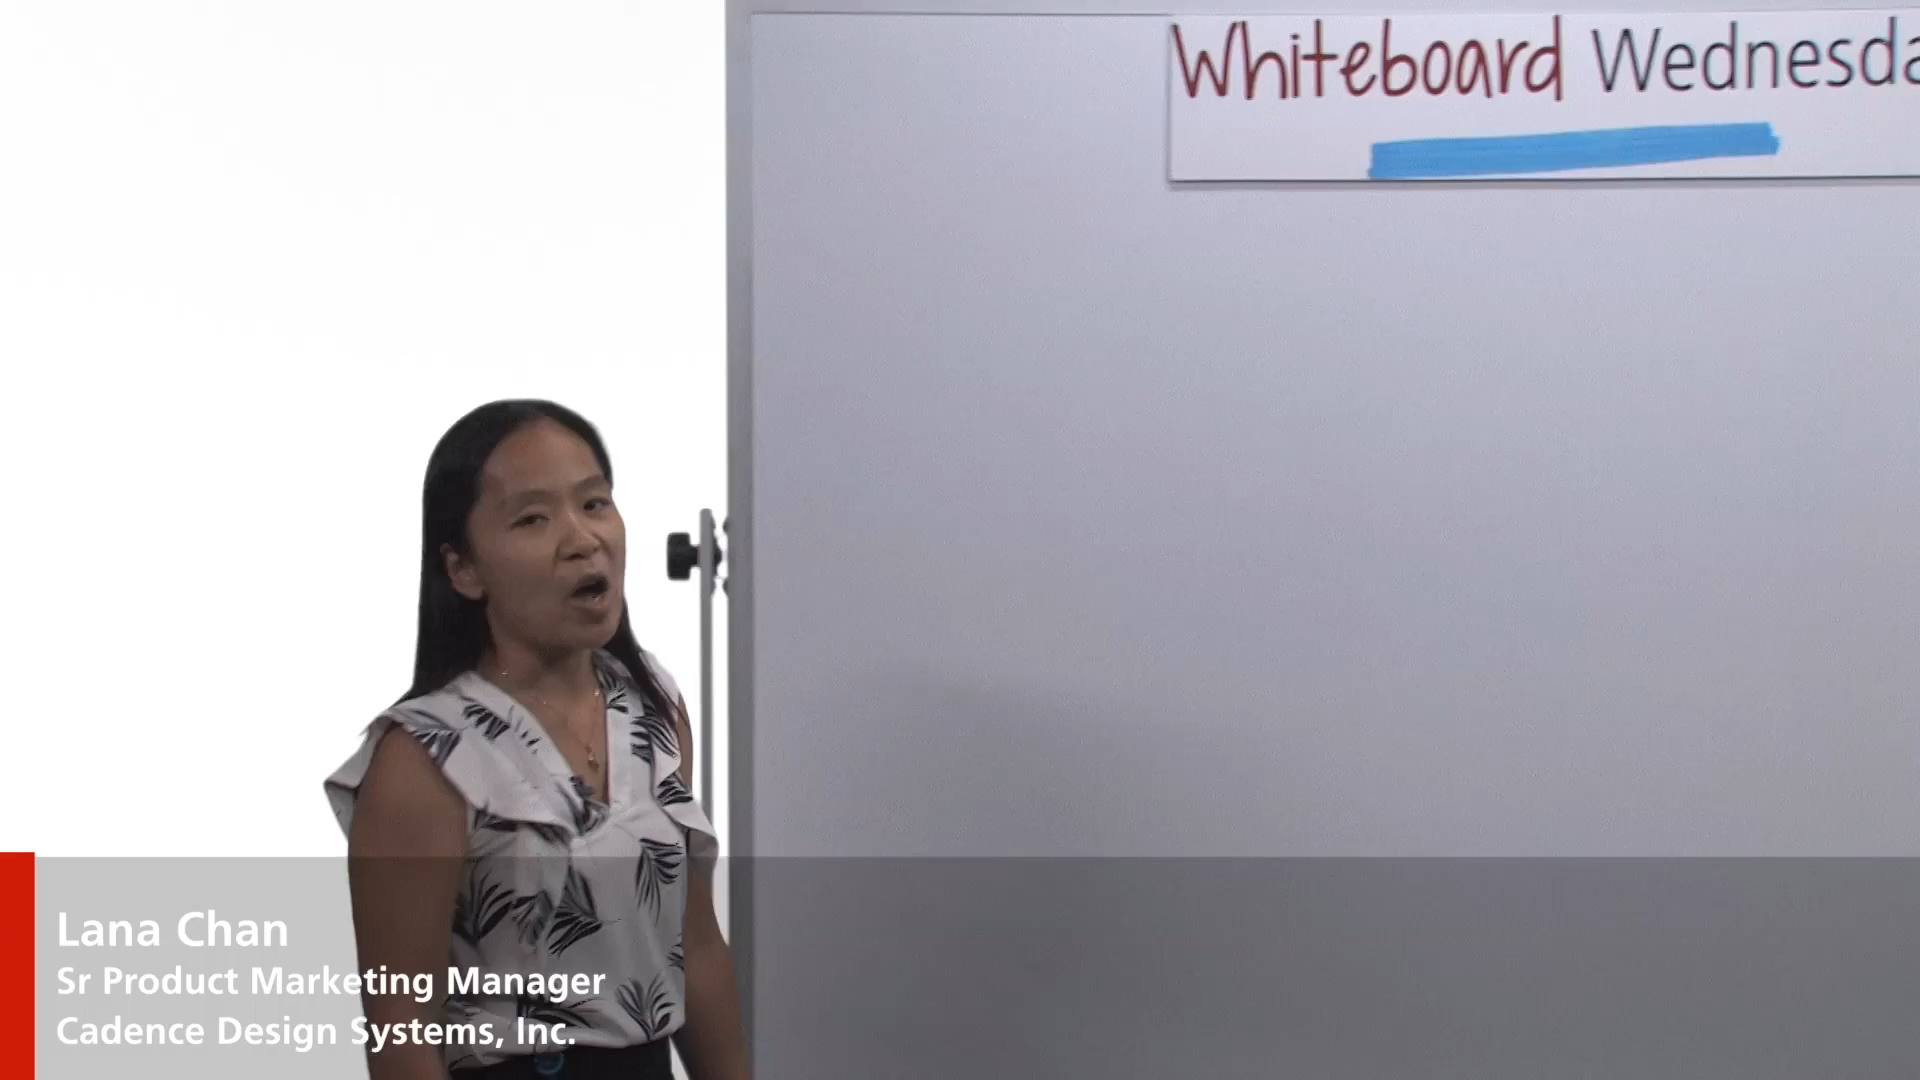 Whiteboard Wednesda
Lana Chan
Sr Product Marketing Manager
Cadence Design Systems, Inc.